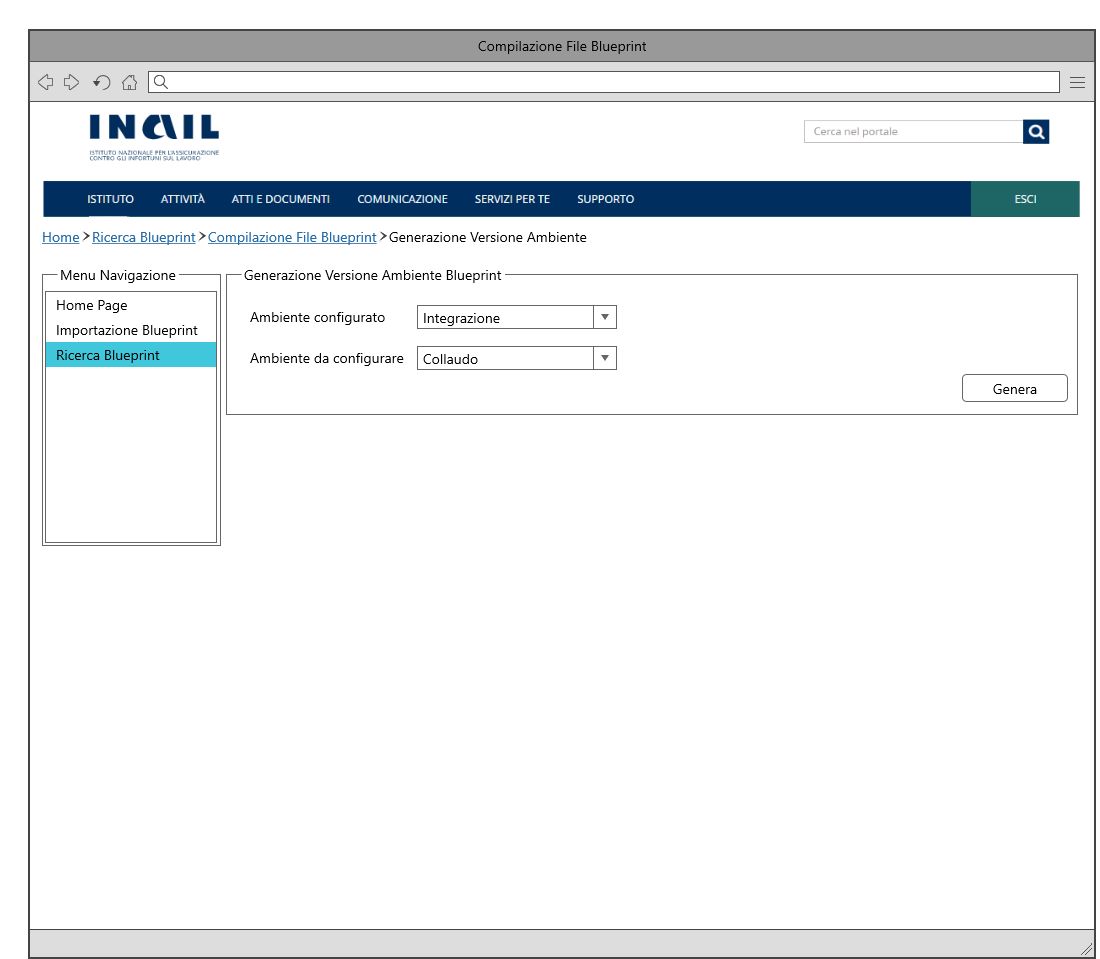 Compilazione File Blueprint
INAIL
ISTITUTO NAZIONALE PER L'ASSICURAZIONE
CONTRO GLI INFORTUNI SUL LAVORO
Cerca nel portale
ISTITUTO ATTIVITÀ ATTI E DOCUMENTI COMUNICAZIONE SERVIZI PER TE SUPPORTO ESCI
Home > Ricerca Blueprint > Compilazione File Blueprint > Generazione Versione Ambiente
Menu Navigazione
Home Page
Importazione Blueprint
Ricerca Blueprint
Generazione Versione Ambiente Blueprint
Ambiente configurato Integrazione
Ambiente da configurare Collaudo
Genera